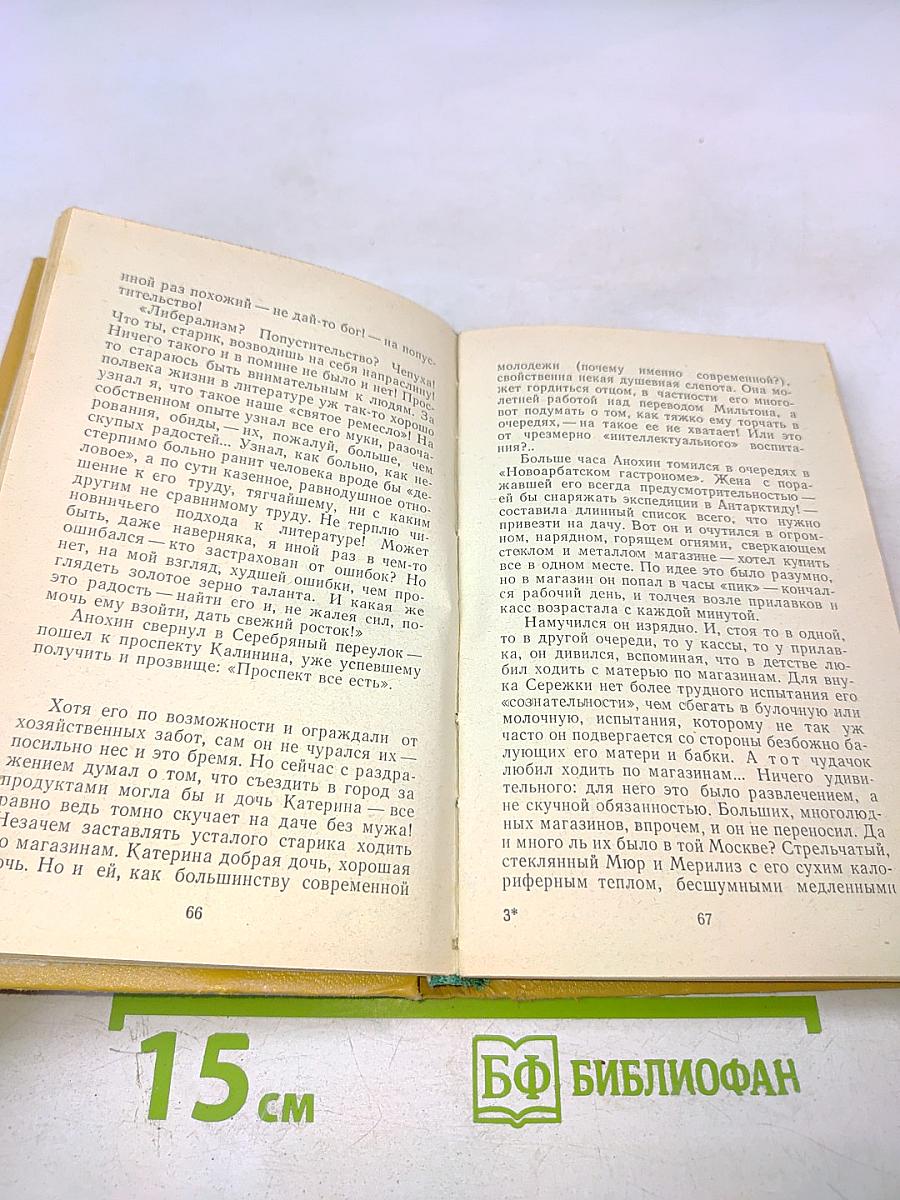 иной раз похожий — не дай-то бог! — на попус-
тительство!
«Либерализм? Попустительство? Чепуха!
Что ты, старик, возводишь на себя напраслину!
Ничего такого и в помине не было и нет! Прос-
то стараюсь быть внимательным к людям. За
полвека жизни в литературе уж так-то хорошо
узнал я, что такое наше «святое ремесло»! На
собственном опыте узнал все его муки, разоча-
рования, обиды, — их, пожалуй, больше, чем
скупых радостей... Узнал, как больно, как не-
стерпимо больно ранит человека вроде бы «де-
ловое», а по сути казенное, равнодушное отно-
шение к его труду, тягчайшему, ни с каким
другим не сравнимому труду. Не терплю чи-
новничьего подхода к литературе! Может
быть, даже наверняка, я иной раз в чем-то
ошибался — кто застрахован от ошибок? Но
нет, на мой взгляд, худшей ошибки, чем про-
глядеть золотое зерно таланта. И какая же
это радость — найти его и, не жалея сил, по-
мочь ему взойти, дать свежий росток!»
Анохин свернул в Серебряный переулок —
пошел к проспекту Калинина, уже успевшему
получить и прозвище: «Проспект все есть».
Хотя его по возможности и ограждали от
хозяйственных забот, сам он не чурался их —
посильно нес и это бремя. Но сейчас с раздра-
жением думал о том, что съездить в город за
продуктами могла бы и дочь Катерина — все
равно ведь томно скучает на даче без мужа!
Незачем заставлять усталого старика ходить
по магазинам. Катерина добрая дочь, хорошая
дочь. Но и ей, как большинству современной
66
молодежи (почему именно современной?),
свойственна некая душевная слепота. Она мо-
жет гордиться отцом, в частности его много-
летней работой над переводом Мильтона, а
вот подумать о том, как тяжко ему торчать в
очередях, — на такое ее не хватает! Или это
от чрезмерно «интеллектуального» воспита-
ния?..
Больше часа Анохин томился в очередях в
«Новоарбатском гастрономе». Жена с пора-
жавшей его всегда предусмотрительностью —
ей бы снаряжать экспедиции в Антарктиду! —
составила длинный список всего, что нужно
привезти на дачу. Вот он и очутился в огром-
ном, нарядном, горящем огнями, сверкающем
стеклом и металлом магазине — хотел купить
все в одном месте. По идее это было разумно,
но в магазин он попал в часы «пик» — кончал-
ся рабочий день, и толчея возле прилавков и
касс возрастала с каждой минутой.
Намучился он изрядно. И, стоя то в одной,
то в другой очереди, то у кассы, то у прилав-
ка, он дивился, вспоминая, что в детстве лю-
бил ходить с матерью по магазинам. Для вну-
ка Сережки нет более трудного испытания его
«сознательности», чем сбегать в булочную или
молочную, испытания, которому не так уж
часто он подвергается со стороны безбожно ба-
лующих его матери и бабки. А тот чудачок
любил ходить по магазинам... Ничего удиви-
тельного: для него это было развлечением, а
не скучной обязанностью. Больших, многолюд-
ных магазинов, впрочем, и он не переносил. Да
и много ль их было в той Москве? Стрельчатый,
стеклянный Мюр и Мерилиз с его сухим кало-
риферным теплом, бесшумными медленными
3*
67
15 см
БФ БИБЛИОФАН